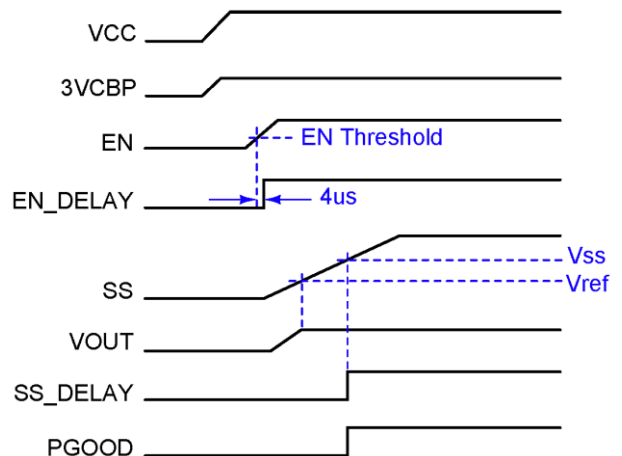 VCC
3VCBP
EN
EN Threshold
EN_DELAY
4us
Vss
Vref
SS
VOUT
SS_DELAY
PGOOD